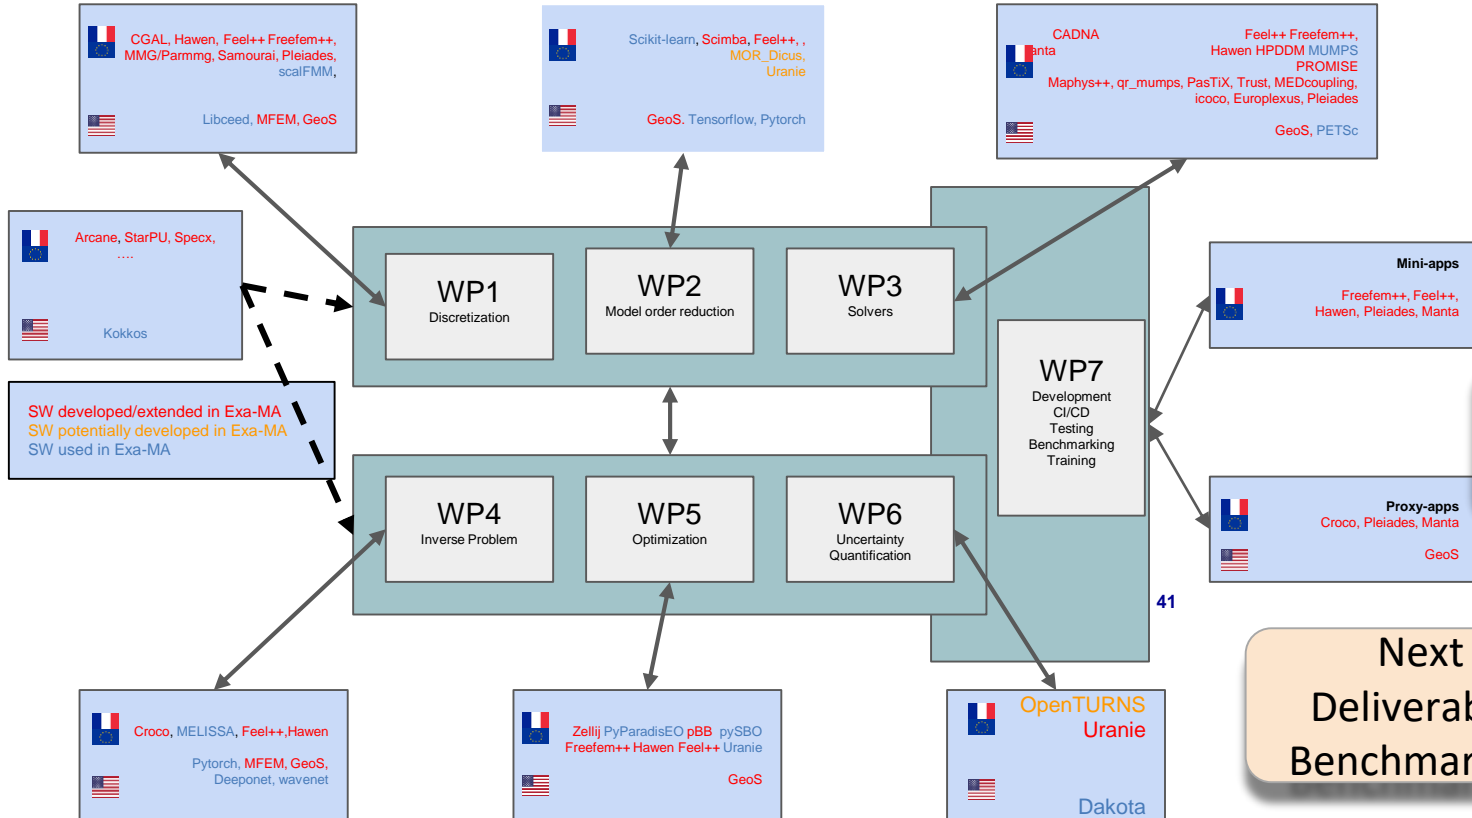 CGAL, Hawen, Feel++ Freefem++,
MMG/Parmmg, Samourai, Pleiades,
scalFMM,
Libceed, MFEM, GeoS
Scikit-learn, Scimba, Feel++, ,
MOR_Dicus,
Uranie
GeoS. Tensorflow, Pytorch
CADNA Feel++ Freefem++,
anta Hawen HPDDM MUMPS
PROMISE
Maphys++, qr_mumps, PasTiX, Trust, MEDcoupling,
icoco, Europlexus, Pleiades
GeoS, PETSc
Arcane, StarPU, Specx,
....
Kokkos
SW developed/extended in Exa-MA
SW potentially developed in Exa-MA
SW used in Exa-MA
WP1
Discretization
WP2
Model order reduction
WP3
Solvers
WP7
Development
CI/CD
Testing
Benchmarking
Training
Mini-apps
Freefem++, Feel++,
Hawen, Pleiades, Manta
WP4
Inverse Problem
WP5
Optimization
WP6
Uncertainty
Quantification
Proxy-apps
Croco, Pleiades, Manta
GeoS
41
Next
Deliverab
Benchmar
Croco, MELISSA, Feel++,Hawen
Pytorch, MFEM, GeoS,
Deeponet, wavenet
Zellij PyParadisEO pBB pySBO
Freefem++ Hawen Feel++ Uranie
GeoS
OpenTURNS
Uranie
Dakota